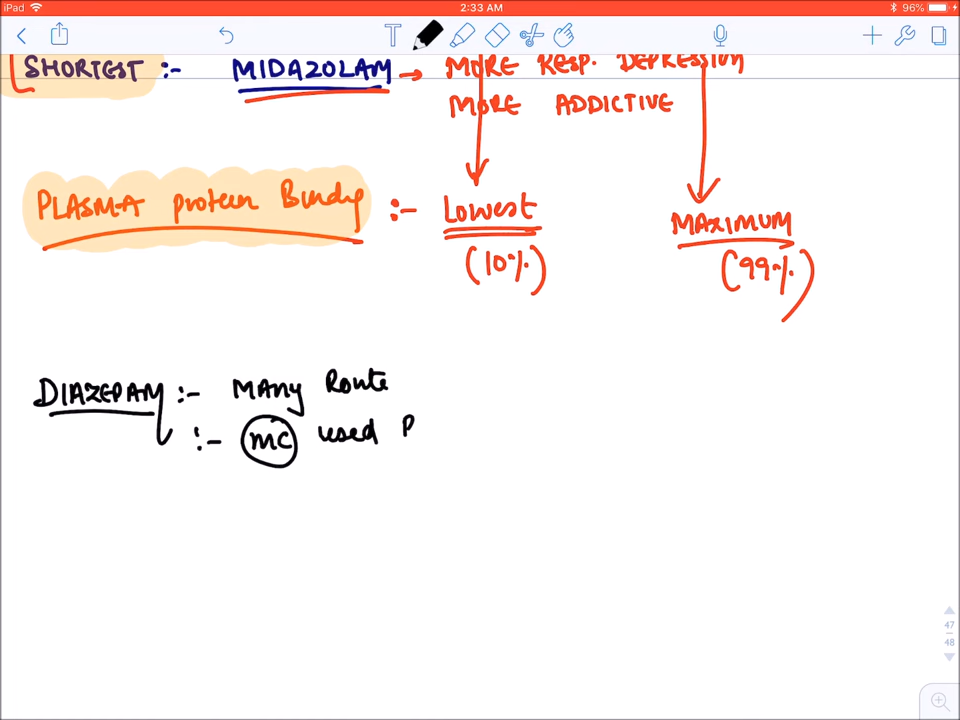 iPad 2:33 AM 96%
T
SHORTEST :- MIDAZOLAM → MORE RESP. DEPRESSION
MORE ADDICTIVE
PLASMA protein Binding :- Lowest MAXIMUM
(10%) (99%)
DIAZEPAM :- MANY Route
:- MC used P
47
48